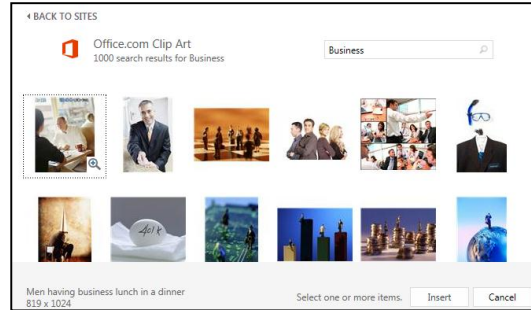 BACK TO SITES
Office.com Clip Art
1000 search results for Business
Business
401k
Men having business lunch in a dinner
819 x 1024
Select one or more items.
Insert
Cancel